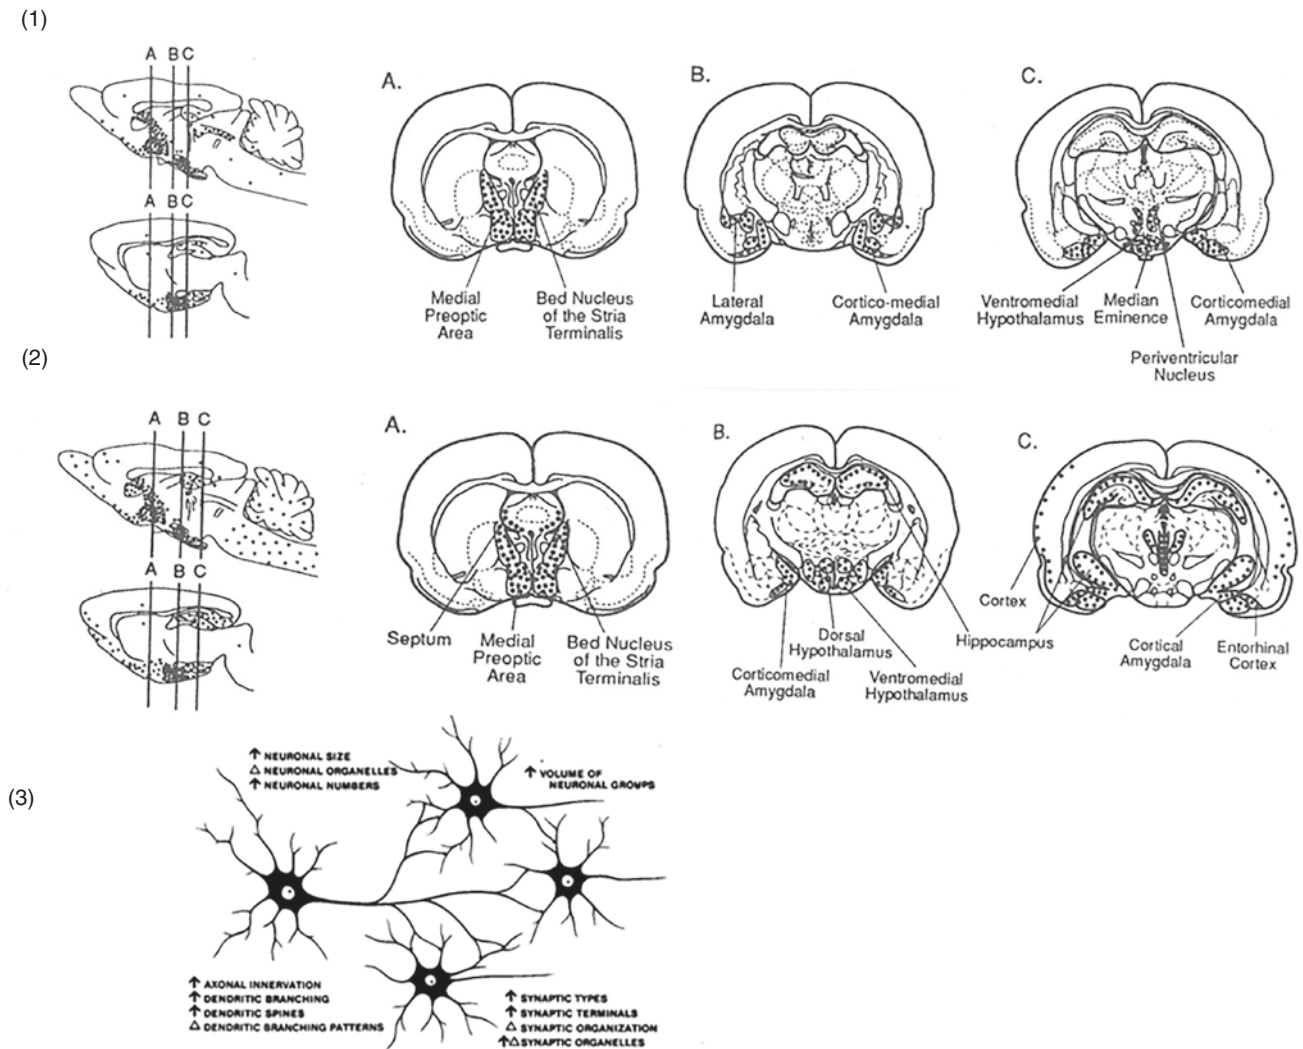 (1)
A B C
A B C
A.
Medial
Preoptic
Area
Bed Nucleus
of the Stria
Terminalis
B.
Lateral
Amygdala
Cortico-medial
Amygdala
C.
Ventromedial
Hypothalamus
Median
Eminence
Corticomedial
Amygdala
Periventricular
Nucleus
(2)
A B C
A B C
A.
Septum
Medial
Preoptic
Area
Bed Nucleus
of the Stria
Terminalis
B.
Corticomedial
Amygdala
Dorsal
Hypothalamus
Ventromedial
Hypothalamus
Hippocampus
C.
Cortex
Cortical
Amygdala
Entorhinal
Cortex
(3)
↑ NEURONAL SIZE
△ NEURONAL ORGANELLES
↑ NEURONAL NUMBERS
↑ VOLUME OF
NEURONAL GROUPS
↑ AXONAL INNERVATION
↑ DENDRITIC BRANCHING
↑ DENDRITIC SPINES
△ DENDRITIC BRANCHING PATTERNS
↑ SYNAPTIC TYPES
↑ SYNAPTIC TERMINALS
△ SYNAPTIC ORGANIZATION
↑△ SYNAPTIC ORGANELLES